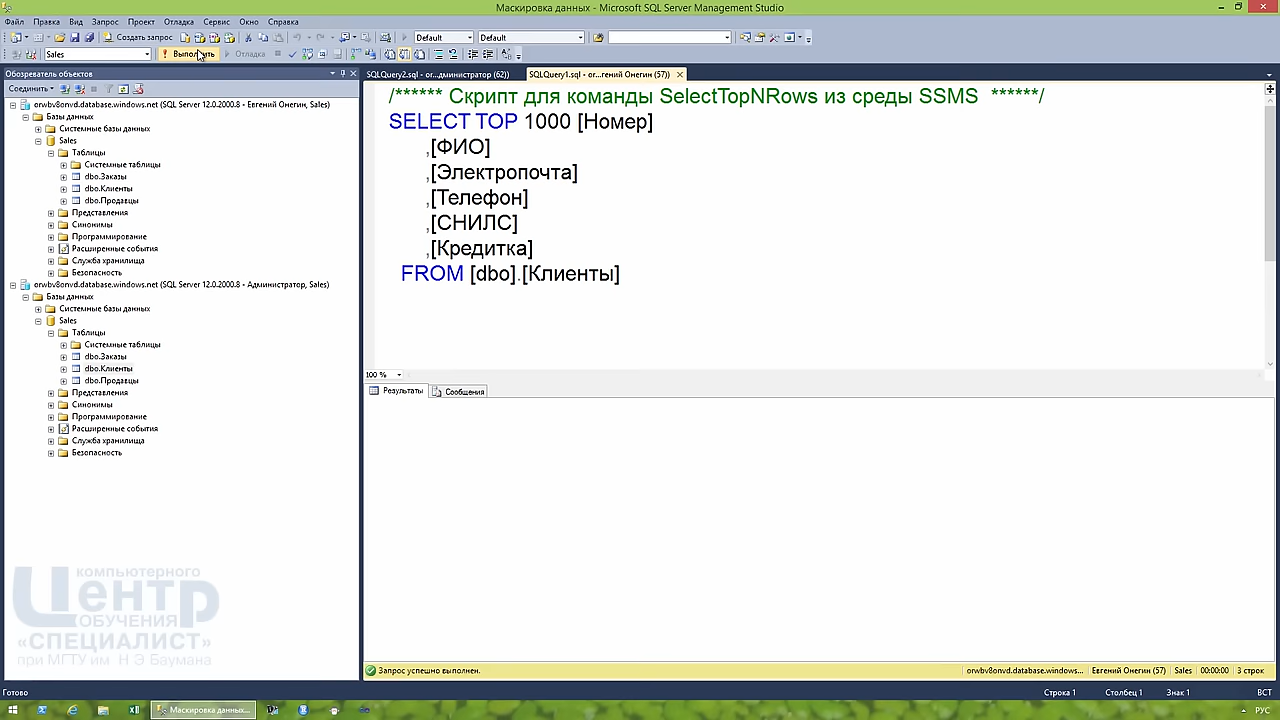 Маскировка данных - Microsoft SQL Server Management Studio
Файл Правка Вид Запрос Проект Отладка Сервис Окно Справка
Создать запрос Default Default
Sales Выполнить Отладка
Обозреватель объектов
SQLQuery2.sql - or...дминистратор (62))
SQLQuery1.sql - or...гений Онегин (57))
Соединить
orwbv8onvd.database.windows.net (SQL Server 12.0.2000.8 - Евгений Онегин, Sales)
Базы данных
Системные базы данных
Sales
Таблицы
Системные таблицы
dbo.Заказы
dbo.Клиенты
dbo.Продавцы
Представления
Синонимы
Программирование
Расширенные события
Служба хранилища
Безопасность
orwbv8onvd.database.windows.net (SQL Server 12.0.2000.8 - Администратор, Sales)
Базы данных
Системные базы данных
Sales
Таблицы
Системные таблицы
dbo.Заказы
dbo.Клиенты
dbo.Продавцы
Представления
Синонимы
Программирование
Расширенные события
Служба хранилища
Безопасность
/****** Скрипт для команды SelectTopNRows из среды SSMS ******/
SELECT TOP 1000 [Номер]
,[ФИО]
,[Электропочта]
,[Телефон]
,[СНИЛС]
,[Кредитка]
FROM [dbo].[Клиенты]
100 %
Результаты Сообщения
компьютерного
Центр
ОБУЧЕНИЯ
«СПЕЦИАЛИСТ»
при МГТУ им Н Э Баумана
Запрос успешно выполнен.
orwbv8onvd.database.windows... Евгений Онегин (57) Sales 00:00:00 3 строк
Готово
Строка 1 Столбец 1 Знак 1 ВСТ
Маскировка данных...
РУС